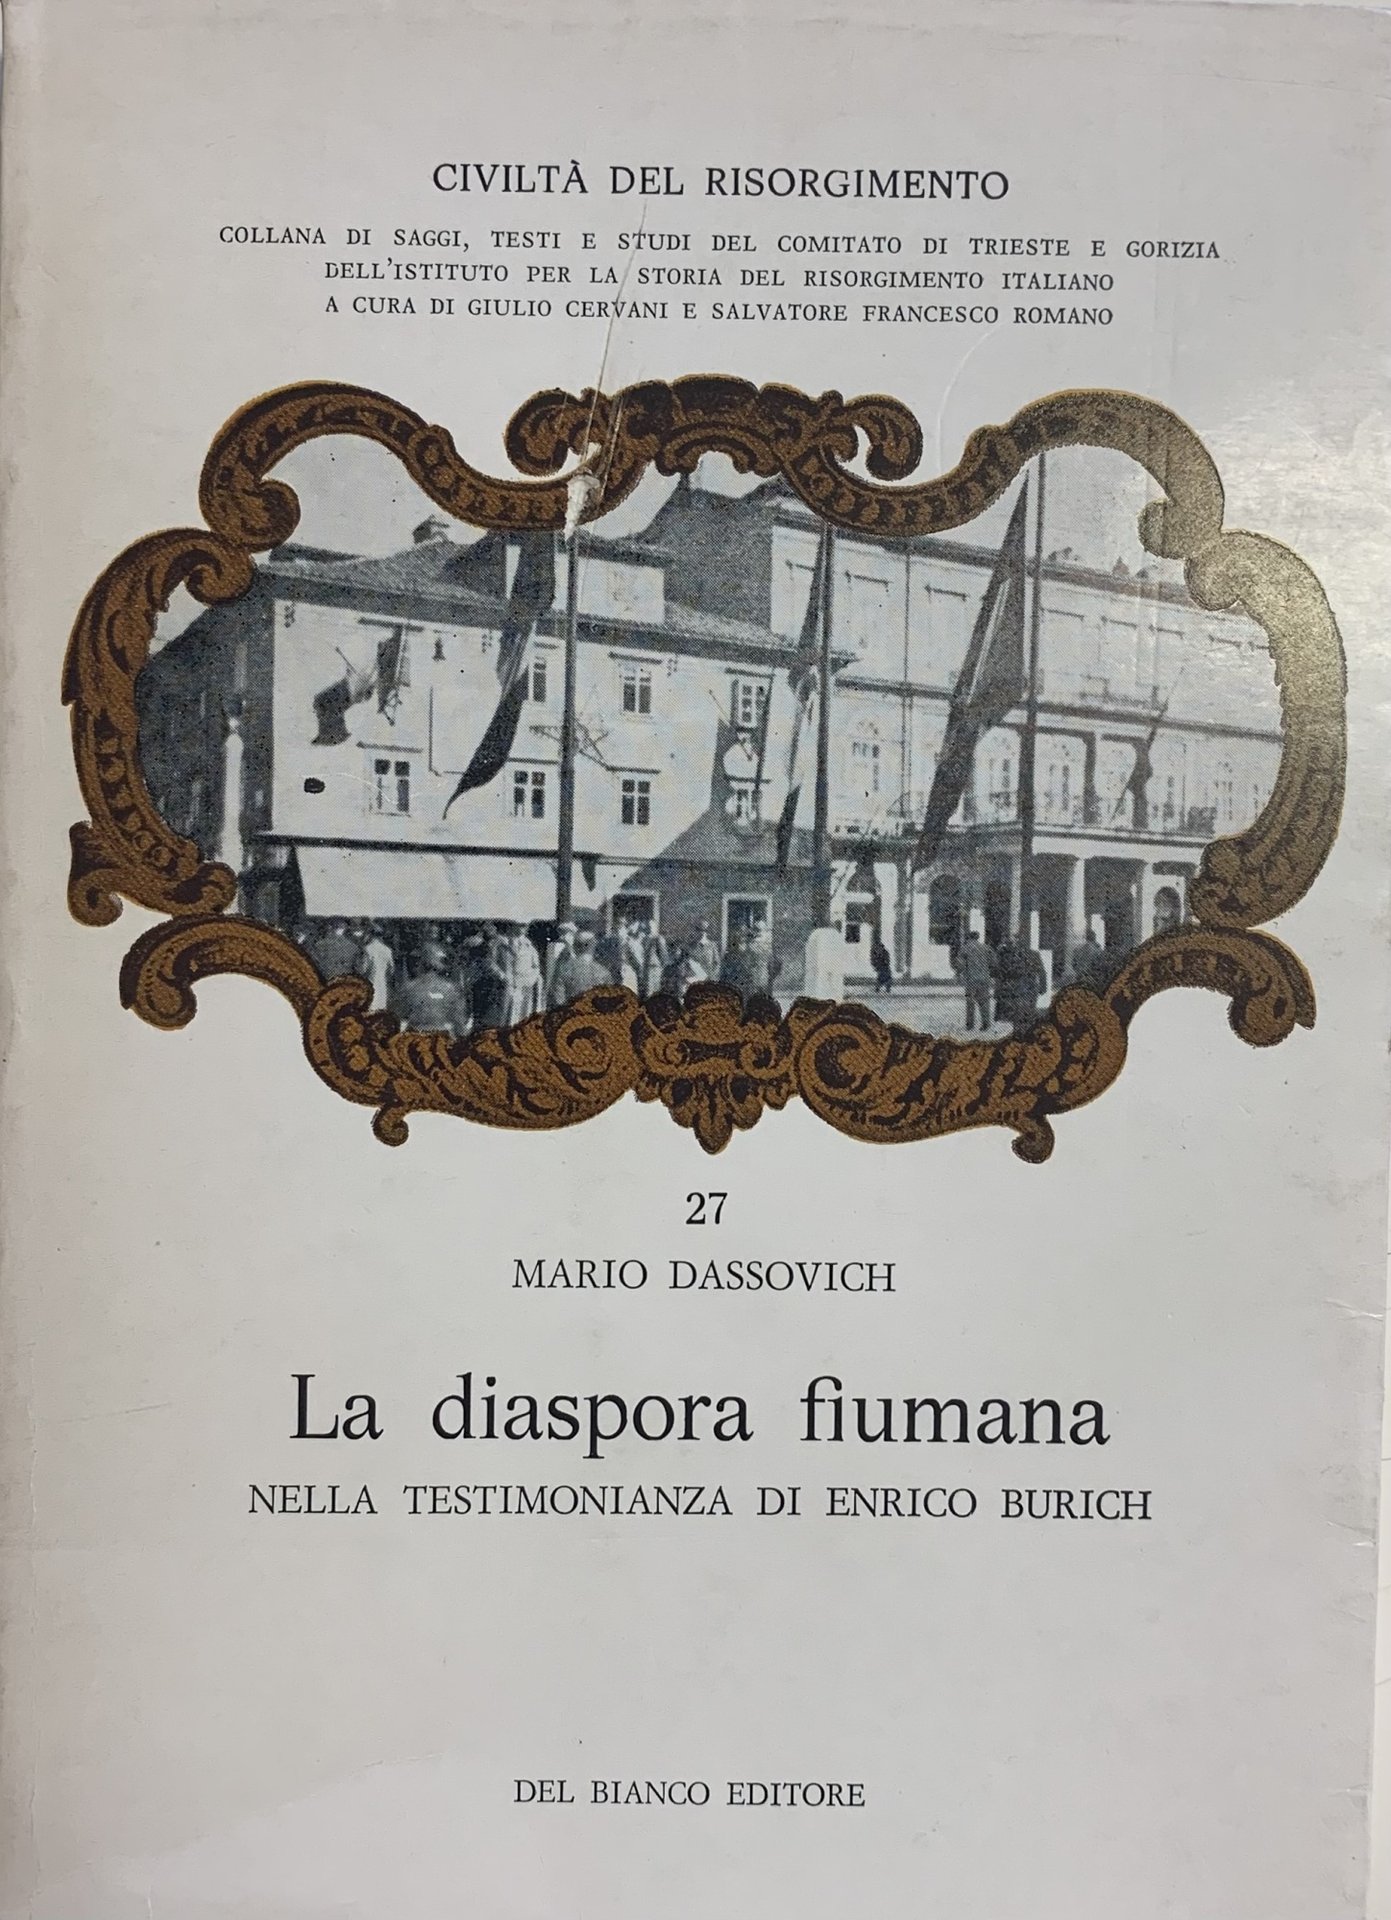 CIVILTÀ DEL RISORGIMENTO
COLLANA DI SAGGI, TESTI E STUDI DEL COMITATO DI TRIESTE E GORIZIA
DELL'ISTITUTO PER LA STORIA DEL RISORGIMENTO ITALIANO
A CURA DI GIULIO CERVANI E SALVATORE FRANCESCO ROMANO
27
MARIO DASSOVICH
La diaspora fiumana
NELLA TESTIMONIANZA DI ENRICO BURICH
DEL BIANCO EDITORE